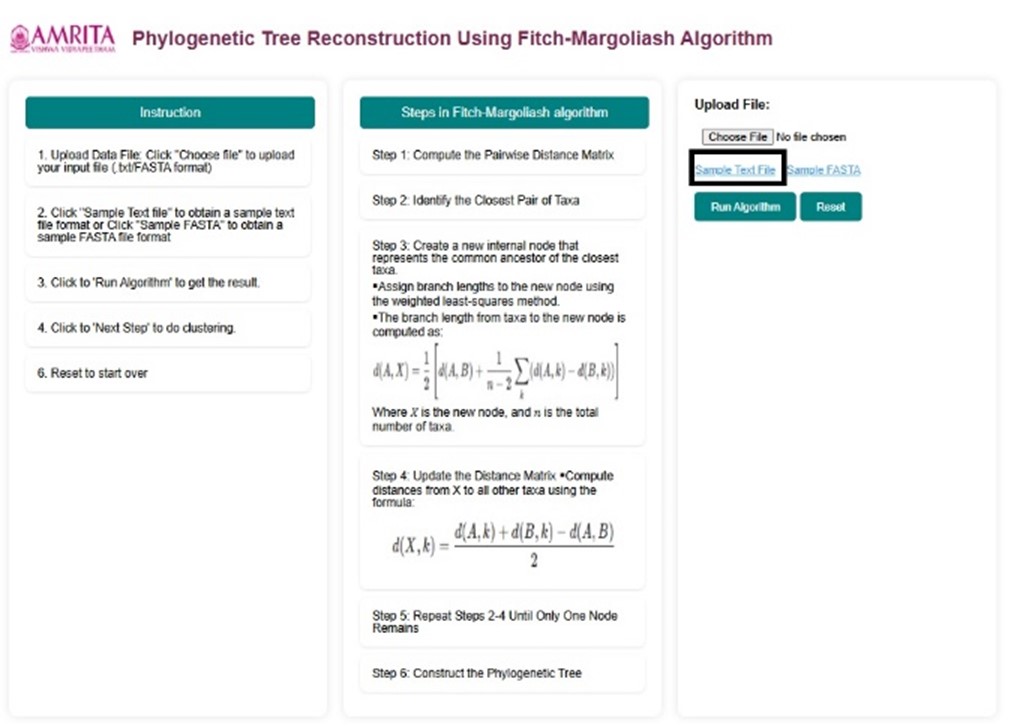 AMRITA
VISHWA VIDYAPEETHAM
Phylogenetic Tree Reconstruction Using Fitch-Margoliash Algorithm
Instruction
1. Upload Data File: Click "Choose file" to upload
your input file (.txt/FASTA format)
2. Click "Sample Text file" to obtain a sample text
file format or Click "Sample FASTA" to obtain a
sample FASTA file format
3. Click to 'Run Algorithm' to get the result.
4. Click to 'Next Step' to do clustering.
6. Reset to start over
Steps in Fitch-Margoliash algorithm
Step 1: Compute the Pairwise Distance Matrix
Step 2: Identify the Closest Pair of Taxa
Step 3: Create a new internal node that
represents the common ancestor of the closest
taxa.
▪Assign branch lengths to the new node using
the weighted least-squares method.
▪The branch length from taxa to the new node is
computed as:
d(A,X) = 1/2 [d(A,B) + 1/(n−2) ∑k (d(A,k) − d(B,k))]
Where X is the new node, and n is the total
number of taxa.
Step 4: Update the Distance Matrix ▪Compute
distances from X to all other taxa using the
formula:
d(X,k) = (d(A,k) + d(B,k) − d(A,B)) / 2
Step 5: Repeat Steps 2-4 Until Only One Node
Remains
Step 6: Construct the Phylogenetic Tree
Upload File:
Choose File No file chosen
Sample Text File Sample FASTA
Run Algorithm Reset